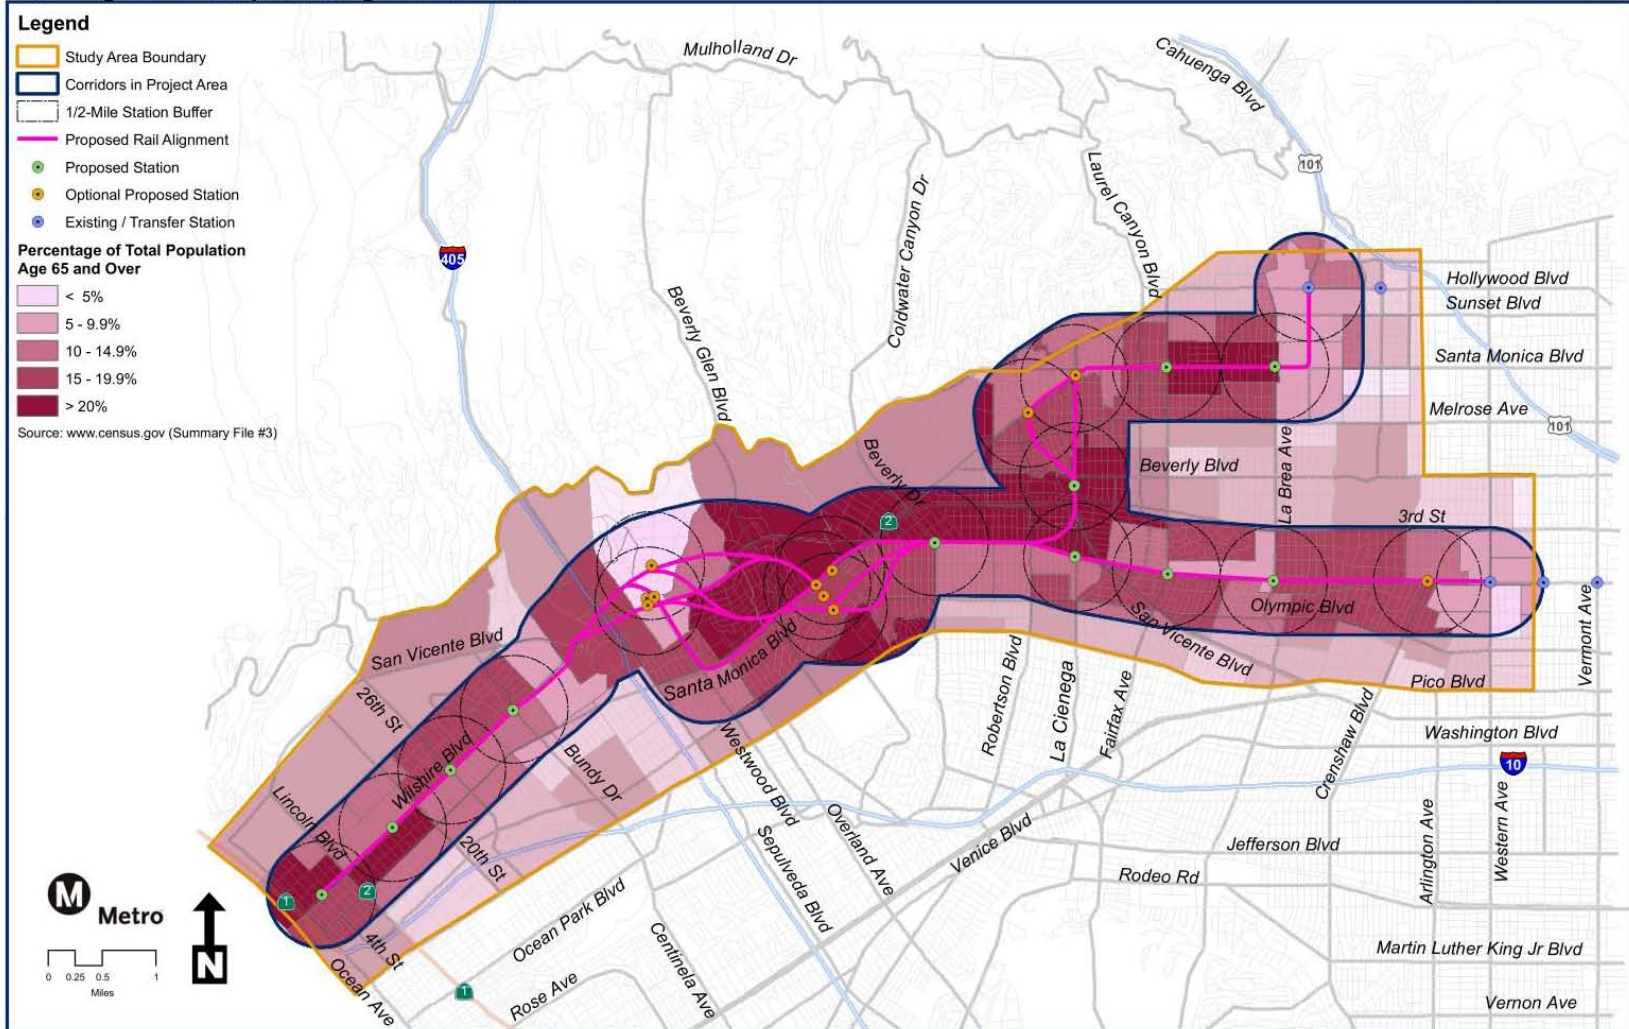 Legend
Study Area Boundary
Corridors in Project Area
1/2-Mile Station Buffer
Proposed Rail Alignment
Proposed Station
Optional Proposed Station
Existing / Transfer Station
Percentage of Total Population
Age 65 and Over
< 5%
5 - 9.9%
10 - 14.9%
15 - 19.9%
> 20%
Source: www.census.gov (Summary File #3)
Mulholland Dr
Cahuenga Blvd
101
Laurel Canyon Blvd
Coldwater Canyon Dr
405
Beverly Glen Blvd
Hollywood Blvd
Sunset Blvd
Santa Monica Blvd
Melrose Ave
101
La Brea Ave
Beverly Blvd
Beverly Dr
2
3rd St
Olympic Blvd
San Vicente Blvd
Vermont Ave
San Vicente Blvd
Santa Monica Blvd
Robertson Blvd
La Cienega
Fairfax Ave
Pico Blvd
Crenshaw Blvd
Washington Blvd
10
26th St
Wilshire Blvd
Bundy Dr
Westwood Blvd
Lincoln Blvd
20th St
Sepulveda Blvd
Overland Ave
Venice Blvd
Jefferson Blvd
Rodeo Rd
Arlington Ave
Western Ave
1
2
M
Metro
N
0 0.25 0.5 1
Miles
4th St
Ocean Ave
Ocean Park Blvd
Centinela Ave
Rose Ave
1
Martin Luther King Jr Blvd
Vernon Ave